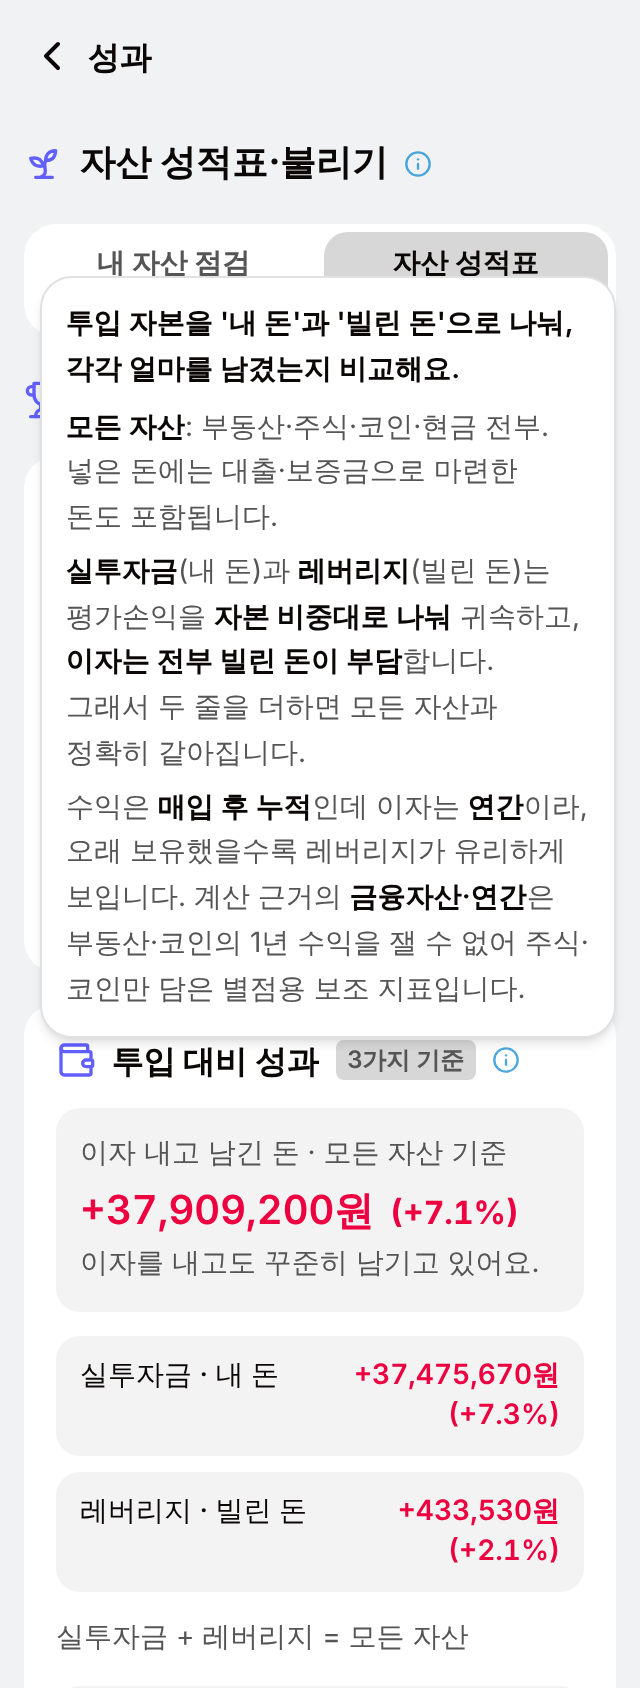 성과
자산 성적표·불리기
내 자산 점검
자산 성적표
투입 자본을 '내 돈'과 '빌린 돈'으로 나눠,
각각 얼마를 남겼는지 비교해요.
모든 자산: 부동산·주식·코인·현금 전부.
넣은 돈에는 대출·보증금으로 마련한
돈도 포함됩니다.
실투자금(내 돈)과 레버리지(빌린 돈)는
평가손익을 자본 비중대로 나눠 귀속하고,
이자는 전부 빌린 돈이 부담합니다.
그래서 두 줄을 더하면 모든 자산과
정확히 같아집니다.
수익은 매입 후 누적인데 이자는 연간이라,
오래 보유했을수록 레버리지가 유리하게
보입니다. 계산 근거의 금융자산·연간은
부동산·코인의 1년 수익을 잴 수 없어 주식·
코인만 담은 별점용 보조 지표입니다.
투입 대비 성과 3가지 기준
이자 내고 남긴 돈 · 모든 자산 기준
+37,909,200원 (+7.1%)
이자를 내고도 꾸준히 남기고 있어요.
실투자금 · 내 돈
+37,475,670원
(+7.3%)
레버리지 · 빌린 돈
+433,530원
(+2.1%)
실투자금 + 레버리지 = 모든 자산